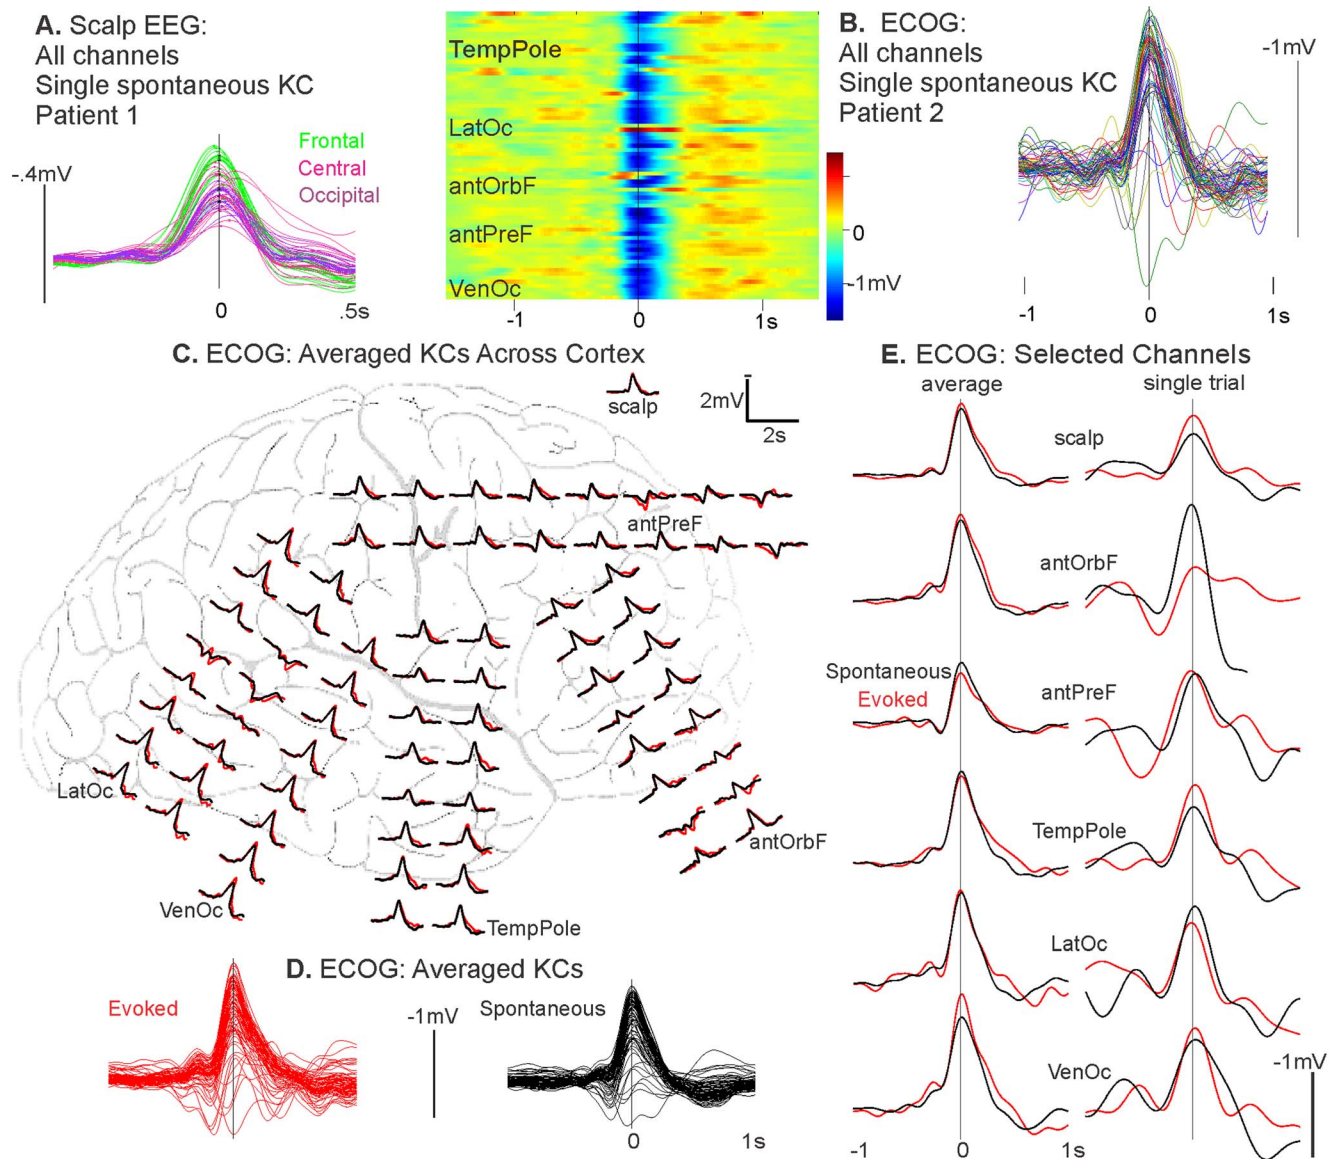 A. Scalp EEG:
All channels
Single spontaneous KC
Patient 1
Frontal
Central
Occipital
-.4mV
0
.5s
TempPole
LatOc
antOrbF
antPreF
VenOc
-1
0
1s
0
-1mV
B. ECOG:
All channels
Single spontaneous KC
Patient 2
-1mV
-1
0
1s
C. ECOG: Averaged KCs Across Cortex
scalp
2mV
2s
antPreF
LatOc
antOrbF
VenOc
TempPole
D. ECOG: Averaged KCs
Evoked
-1mV
Spontaneous
0
1s
E. ECOG: Selected Channels
average
single trial
scalp
antOrbF
Spontaneous
Evoked
antPreF
TempPole
LatOc
VenOc
-1mV
-1
0
1s